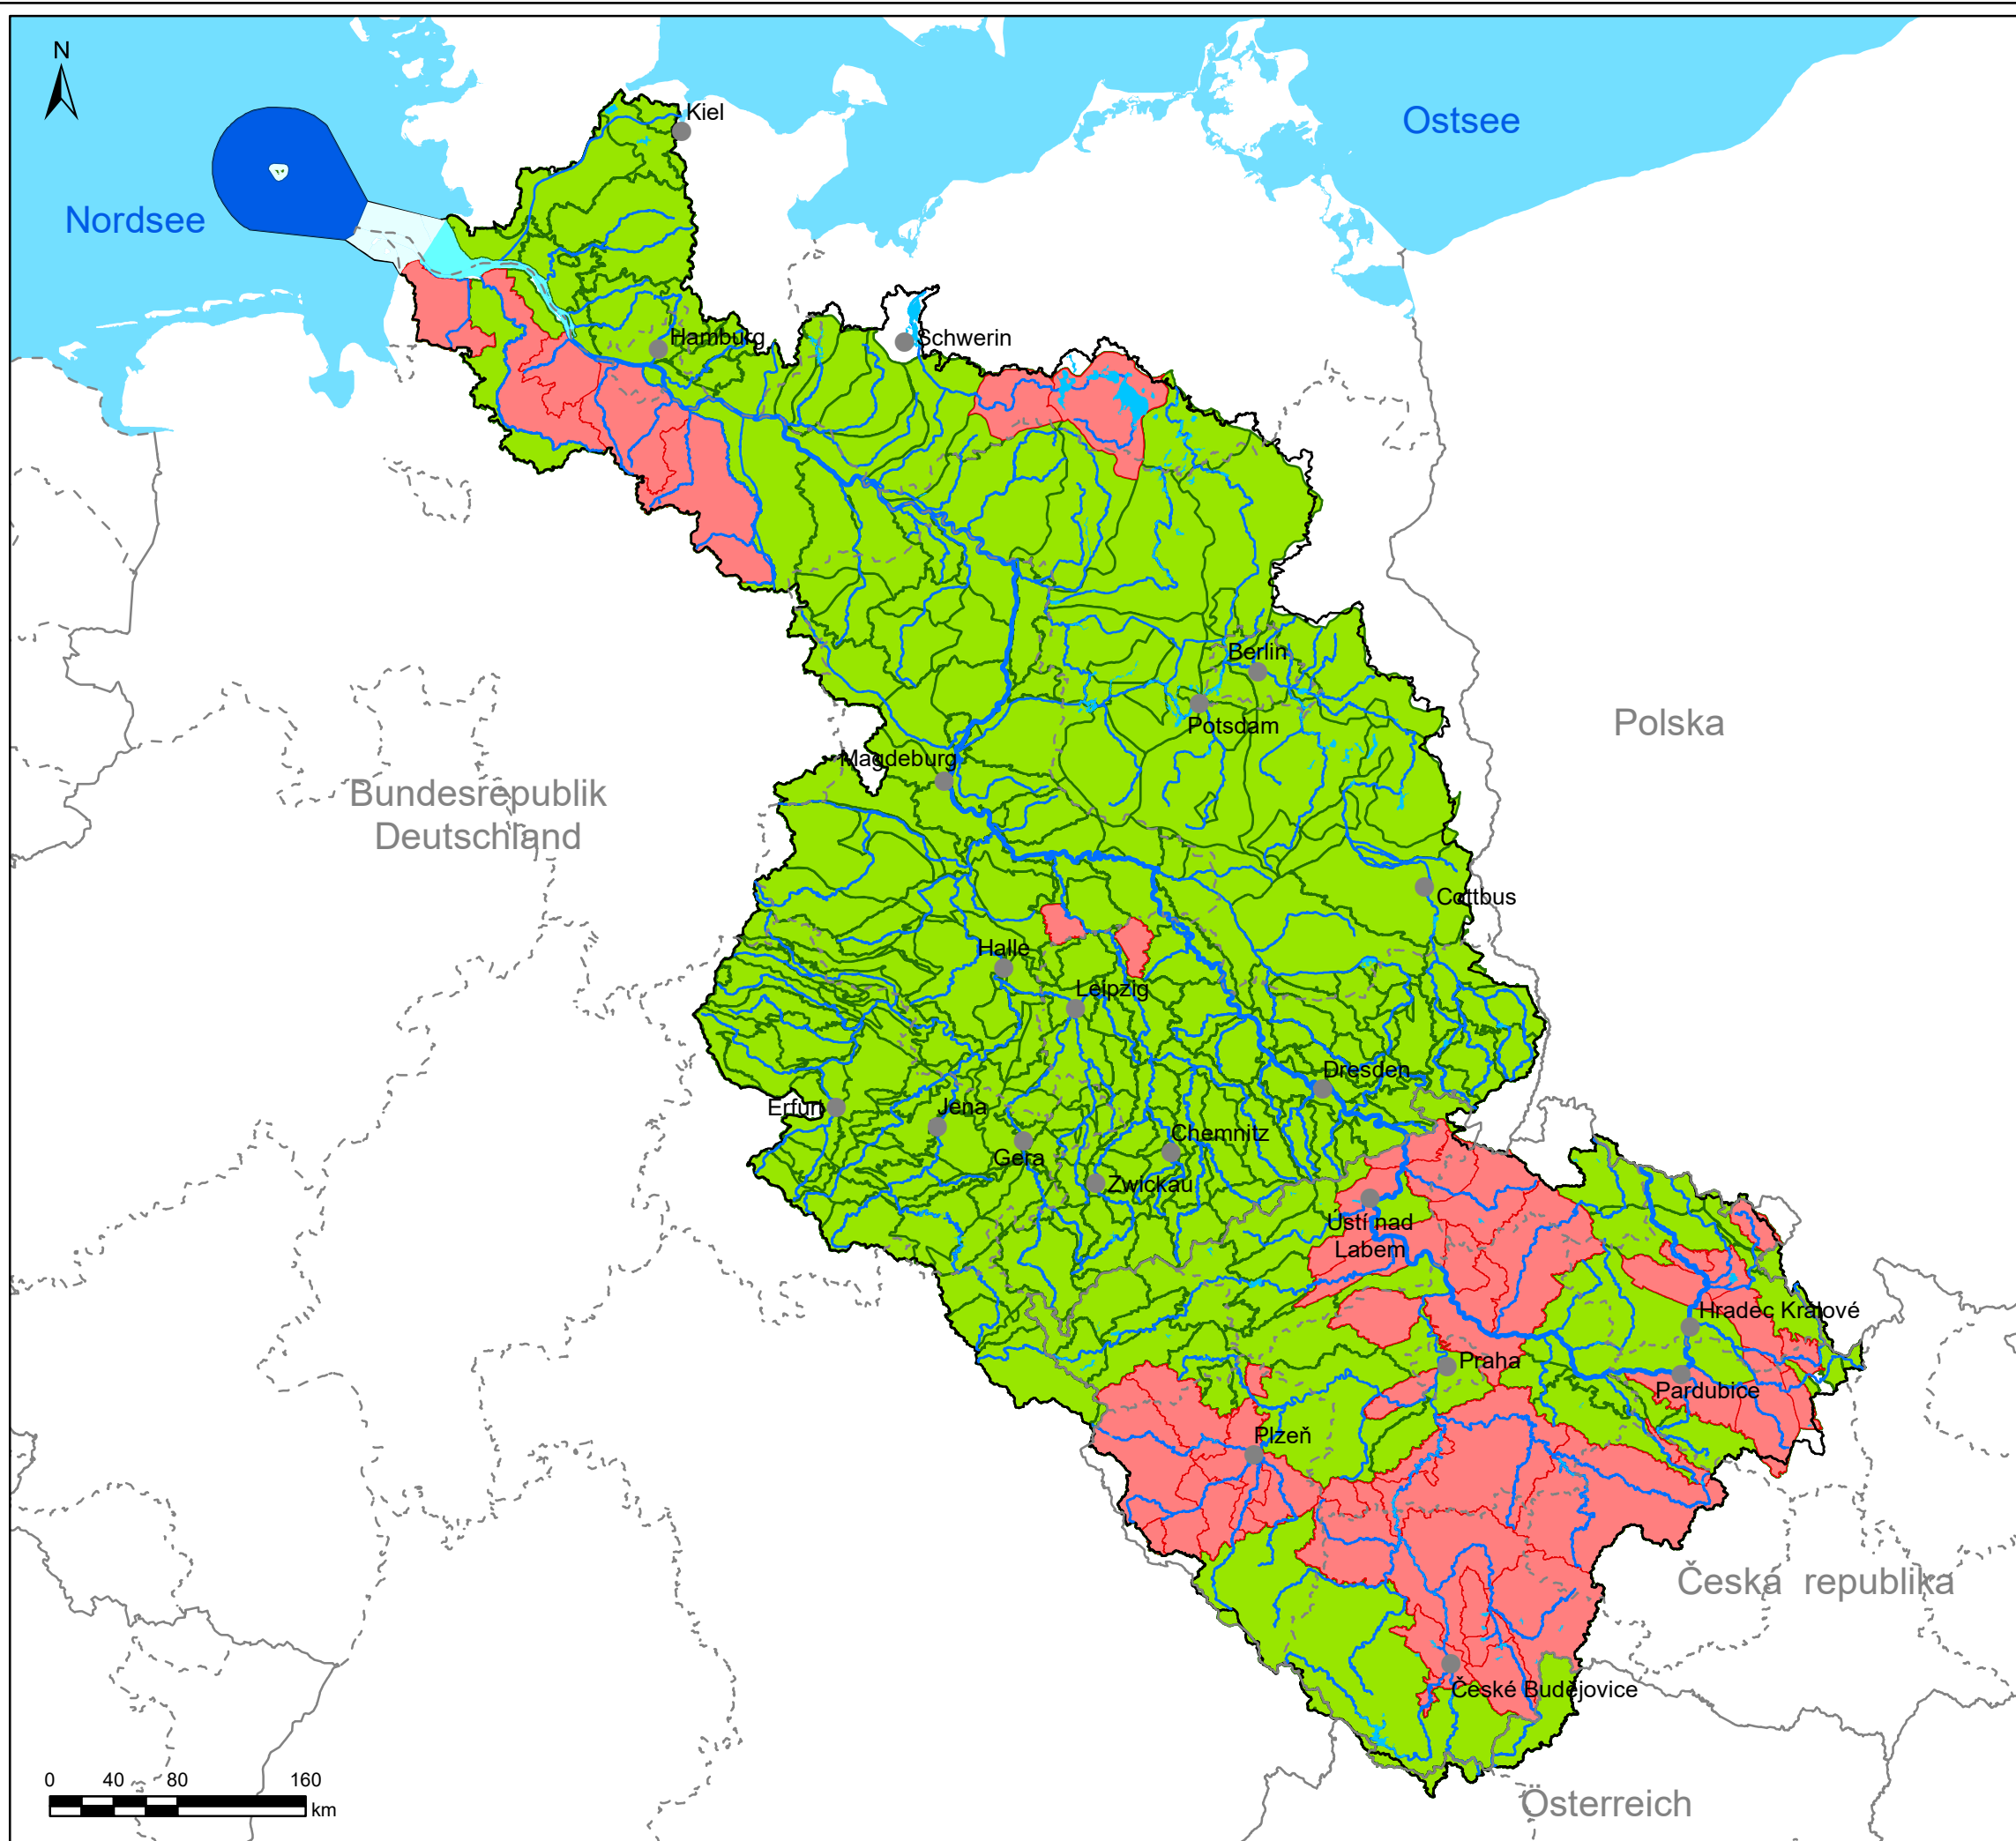 N
Kiel
Ostsee
Nordsee
Hamburg
Schwerin
Berlin
Polska
Potsdam
Magdeburg
Bundesrepublik
Deutschland
Cottbus
Halle
Leipzig
Dresden
Erfurt
Jena
Chemnitz
Gera
Zwickau
Ústí nad
Labem
Hradec Králové
Praha
Pardubice
Plzeň
Česká republika
České Budějovice
0 40 80 160
km
Österreich